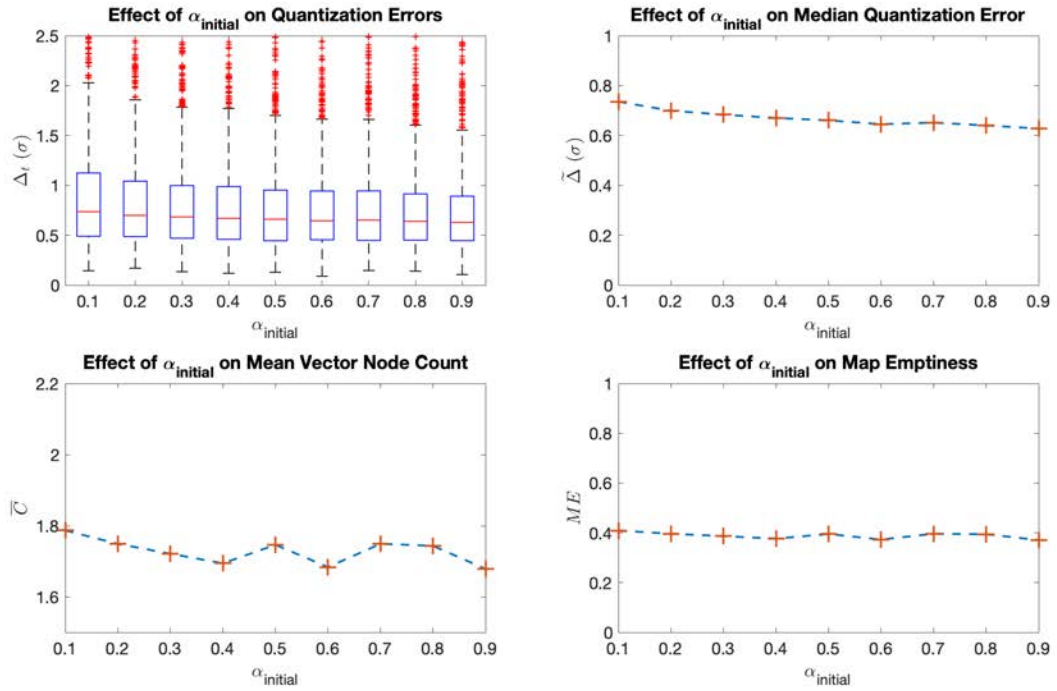 Effect of α_initial on Quantization Errors
2.5
2
1.5
1
0.5
0
Δ_t (σ)
0.1 0.2 0.3 0.4 0.5 0.6 0.7 0.8 0.9
α_initial
Effect of α_initial on Median Quantization Error
1
0.8
0.6
0.4
0.2
0
Δ̃ (σ)
0.1 0.2 0.3 0.4 0.5 0.6 0.7 0.8 0.9
α_initial
Effect of α_initial on Mean Vector Node Count
2.2
2
1.8
1.6
C̅
0.1 0.2 0.3 0.4 0.5 0.6 0.7 0.8 0.9
α_initial
Effect of α_initial on Map Emptiness
1
0.8
0.6
0.4
0.2
0
ME
0.1 0.2 0.3 0.4 0.5 0.6 0.7 0.8 0.9
α_initial